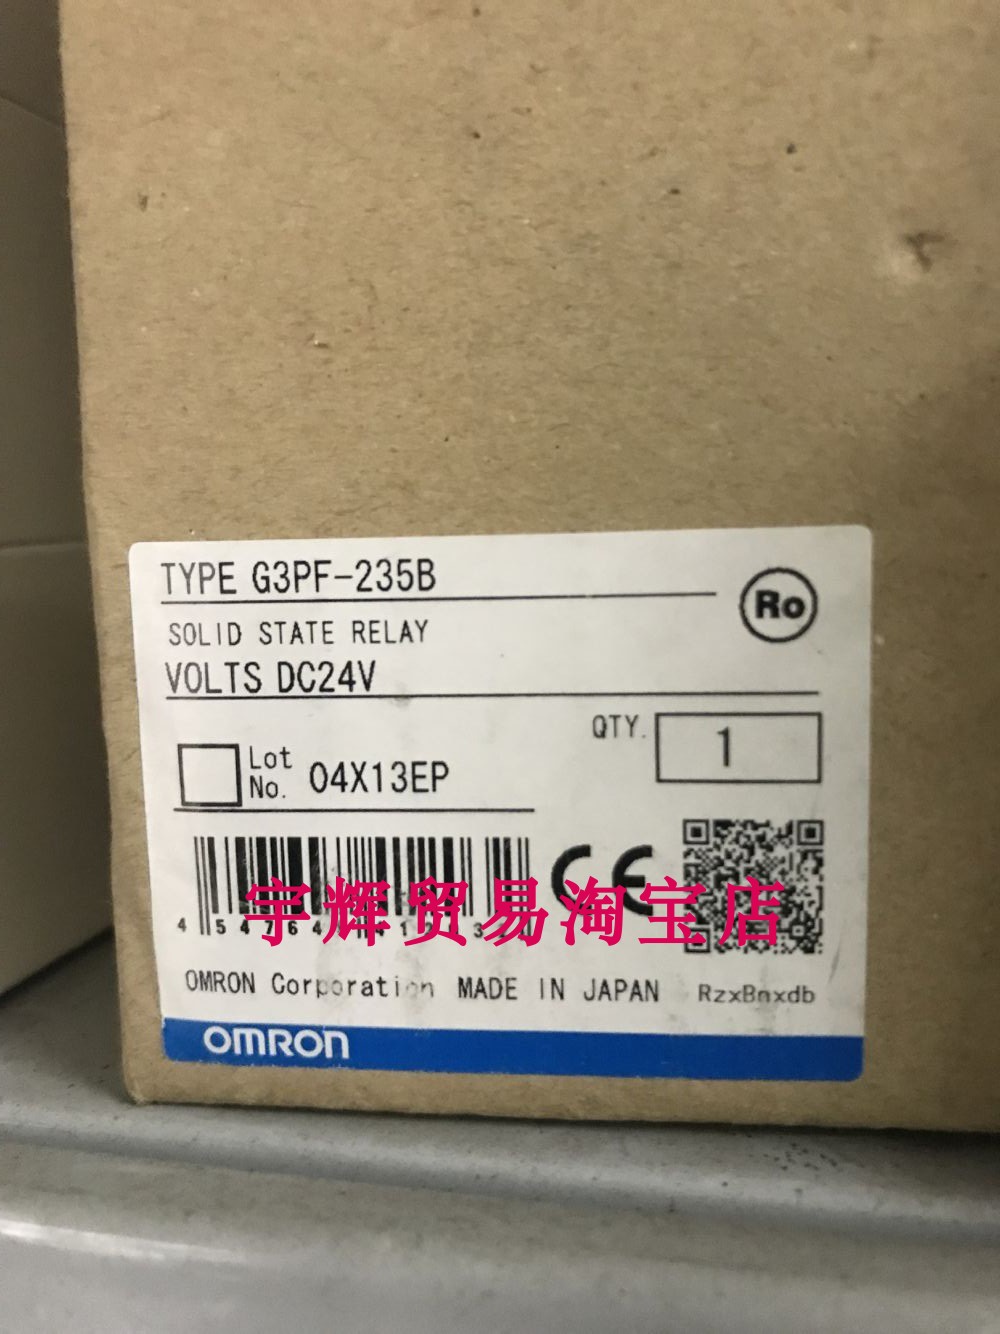 TYPE G3PF-235B
Ro
SOLID STATE RELAY
VOLTS DC24V
QTY. 1
Lot No. 04X13EP
CE
宇辉贸易淘宝店
OMRON Corporation MADE IN JAPAN RzxBnxdb
OMRON